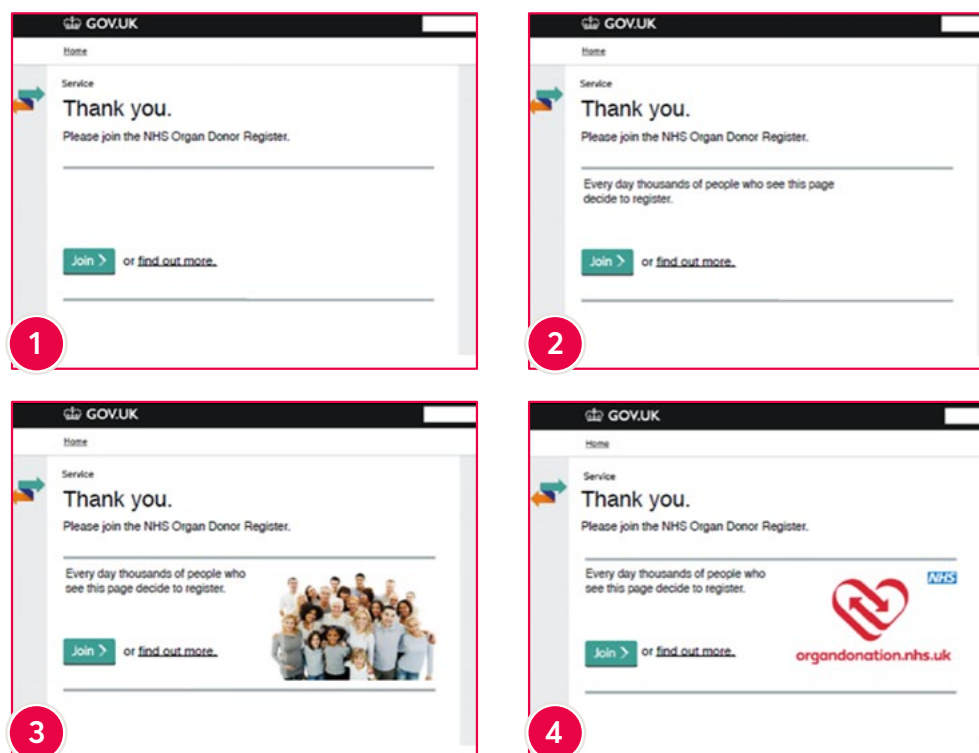 GOV.UK
Home
Service
Thank you.
Please join the NHS Organ Donor Register.
Join > or find out more.
1
GOV.UK
Home
Service
Thank you.
Please join the NHS Organ Donor Register.
Every day thousands of people who see this page
decide to register.
Join > or find out more.
2
GOV.UK
Home
Service
Thank you.
Please join the NHS Organ Donor Register.
Every day thousands of people who
see this page decide to register.
Join > or find out more.
3
GOV.UK
Home
Service
Thank you.
Please join the NHS Organ Donor Register.
Every day thousands of people who
see this page decide to register.
NHS
Join > or find out more.
organdonation.nhs.uk
4